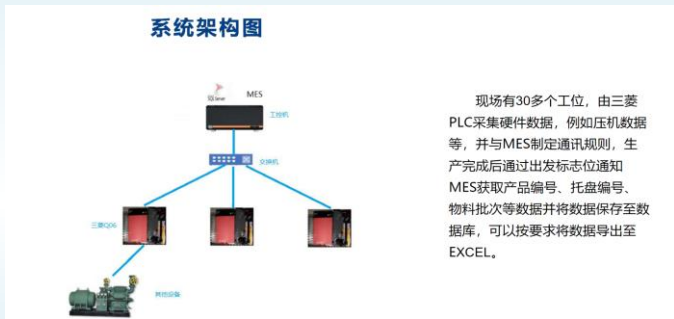 系统架构图
MES
工控机
交换机
三菱Q06
其他设备
现场有30多个工位，由三菱
PLC采集硬件数据，例如压机数据
等，并与MES制定通讯规则，生
产完成后通过出发标志位通知
MES获取产品编号、托盘编号、
物料批次等数据并将数据保存至数
据库，可以按要求将数据导出至
EXCEL。